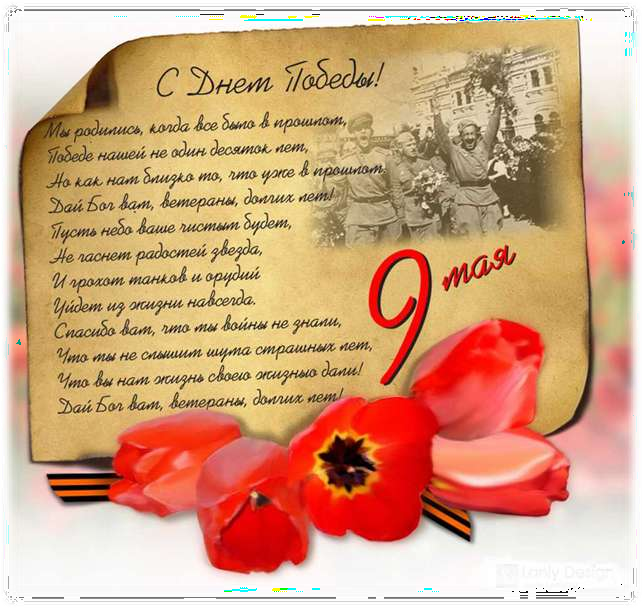 С Днем Победы!
Мы родились, когда все было в прошлом,
Победе нашей не один десяток лет,
Но как нам близко то, что уже в прошлом.
Дай Бог вам, ветераны, долгих лет!
Пусть небо ваше чистым будет,
Не гаснет радостей звезда,
И грохот танков и орудий
Уйдет из жизни навсегда.
Спасибо вам, что мы войны не знали,
Что мы не слышим шума страшных лет,
Что вы нам жизнь своею жизнью дали!
Дай Бог вам, ветераны, долгих лет!
9 мая
Lanly Design